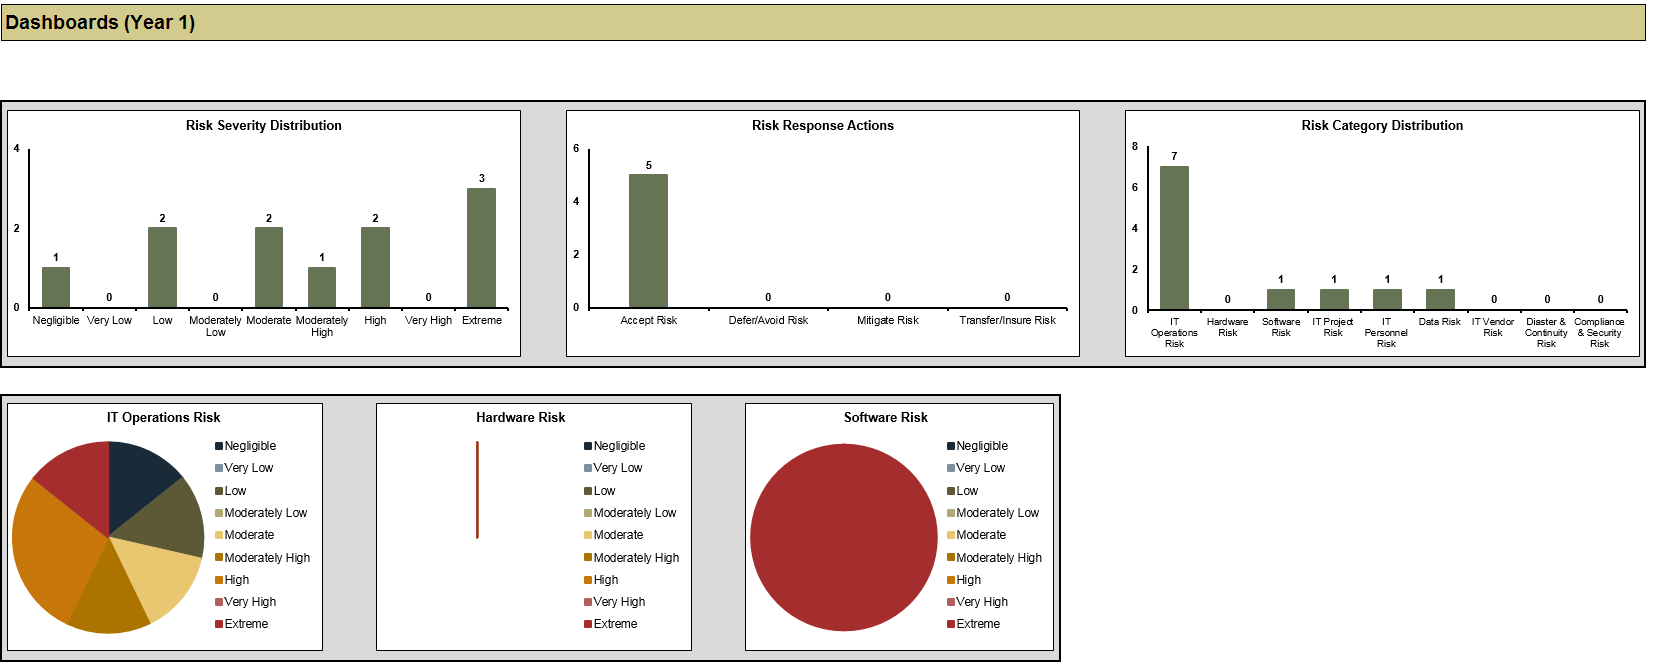 Dashboards (Year 1)
Risk Severity Distribution
4
2
0
1
0
2
0
2
1
2
0
3
Negligible
Very Low
Low
Moderately
Low
Moderate
Moderately
High
High
Very High
Extreme
Risk Response Actions
6
4
2
0
5
0
0
0
Accept Risk
Defer/Avoid Risk
Mitigate Risk
Transfer/Insure Risk
Risk Category Distribution
8
6
4
2
0
7
0
1
1
1
1
0
0
0
IT
Operations
Risk
Hardware
Risk
Software
Risk
IT Project
Risk
IT
Personnel
Risk
Data Risk
IT Vendor
Risk
Diaster &
Continuity
Risk
Compliance
& Security
Risk
IT Operations Risk
Negligible
Very Low
Low
Moderately Low
Moderate
Moderately High
High
Very High
Extreme
Hardware Risk
Negligible
Very Low
Low
Moderately Low
Moderate
Moderately High
High
Very High
Extreme
Software Risk
Negligible
Very Low
Low
Moderately Low
Moderate
Moderately High
High
Very High
Extreme